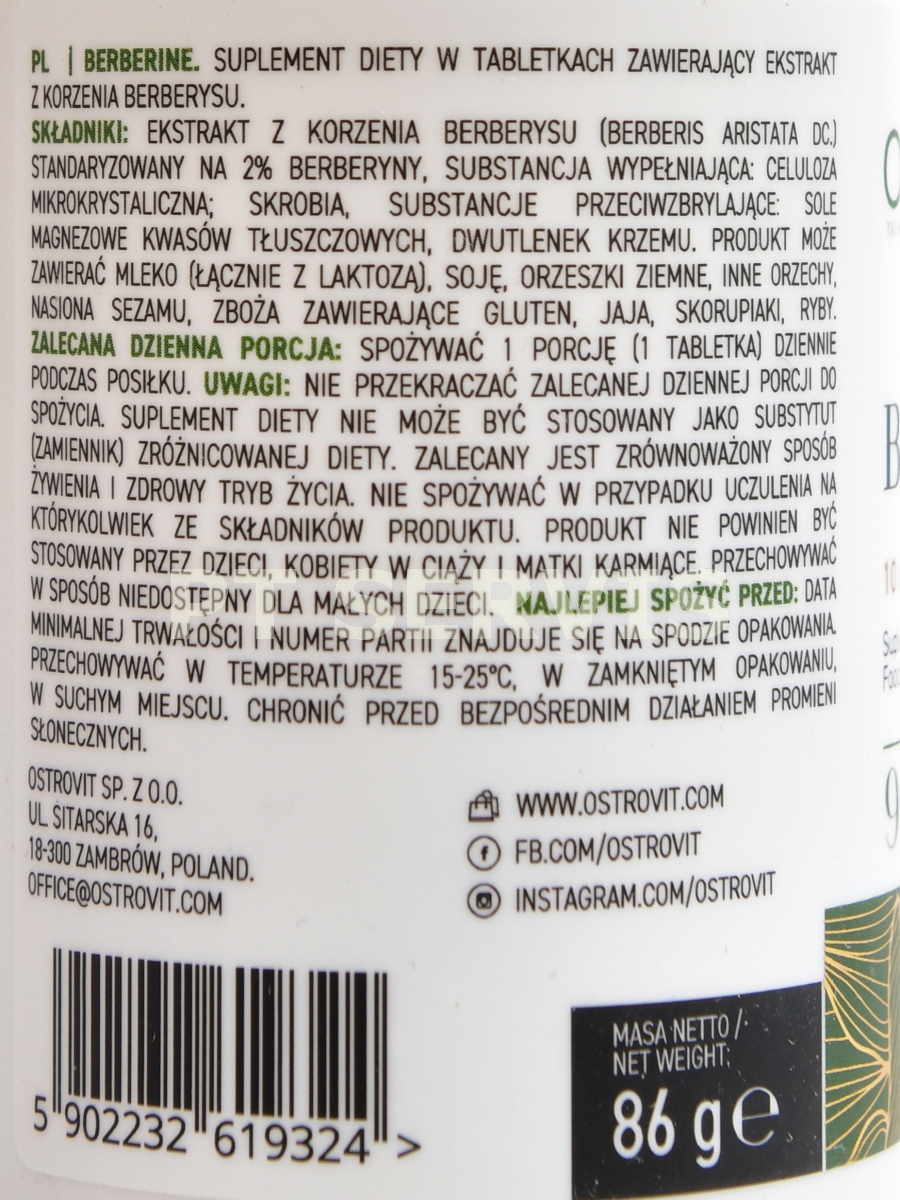 PL | BERBERINE. SUPLEMENT DIETY W TABLETKACH ZAWIERAJĄCY EKSTRAKT
Z KORZENIA BERBERYSU.
SKŁADNIKI: EKSTRAKT Z KORZENIA BERBERYSU (BERBERIS ARISTATA DC.)
STANDARYZOWANY NA 2% BERBERYNY, SUBSTANCJA WYPEŁNIAJĄCA: CELULOZA
MIKROKRYSTALICZNA; SKROBIA, SUBSTANCJE PRZECIWZBRYLAJĄCE: SOLE
MAGNEZOWE KWASÓW TŁUSZCZOWYCH, DWUTLENEK KRZEMU. PRODUKT MOŻE
ZAWIERAĆ MLEKO (ŁĄCZNIE Z LAKTOZĄ), SOJĘ, ORZESZKI ZIEMNE, INNE ORZECHY,
NASIONA SEZAMU, ZBOŻA ZAWIERAJĄCE GLUTEN, JAJA, SKORUPIAKI, RYBY.
ZALECANA DZIENNA PORCJA: SPOŻYWAĆ 1 PORCJĘ (1 TABLETKA) DZIENNIE
PODCZAS POSIŁKU. UWAGI: NIE PRZEKRACZAĆ ZALECANEJ DZIENNEJ PORCJI DO
SPOŻYCIA. SUPLEMENT DIETY NIE MOŻE BYĆ STOSOWANY JAKO SUBSTYTUT
(ZAMIENNIK) ZRÓŻNICOWANEJ DIETY. ZALECANY JEST ZRÓWNOWAŻONY SPOSÓB
ŻYWIENIA I ZDROWY TRYB ŻYCIA. NIE SPOŻYWAĆ W PRZYPADKU UCZULENIA NA
KTÓRYKOLWIEK ZE SKŁADNIKÓW PRODUKTU. PRODUKT NIE POWINIEN BYĆ
STOSOWANY PRZEZ DZIECI, KOBIETY W CIĄŻY I MATKI KARMIĄCE. PRZECHOWYWAĆ
W SPOSÓB NIEDOSTĘPNY DLA MAŁYCH DZIECI. NAJLEPIEJ SPOŻYĆ PRZED: DATA
MINIMALNEJ TRWAŁOŚCI I NUMER PARTII ZNAJDUJE SIĘ NA SPODZIE OPAKOWANIA.
PRZECHOWYWAĆ W TEMPERATURZE 15-25°C, W ZAMKNIĘTYM OPAKOWANIU,
W SUCHYM MIEJSCU. CHRONIĆ PRZED BEZPOŚREDNIM DZIAŁANIEM PROMIENI
SŁONECZNYCH.
OSTROVIT SP. Z O.O.
UL. SITARSKA 16,
18-300 ZAMBRÓW, POLAND.
OFFICE@OSTROVIT.COM
WWW.OSTROVIT.COM
FB.COM/OSTROVIT
INSTAGRAM.COM/OSTROVIT
5 902232 619324 >
MASA NETTO /
NET WEIGHT:
86 g e